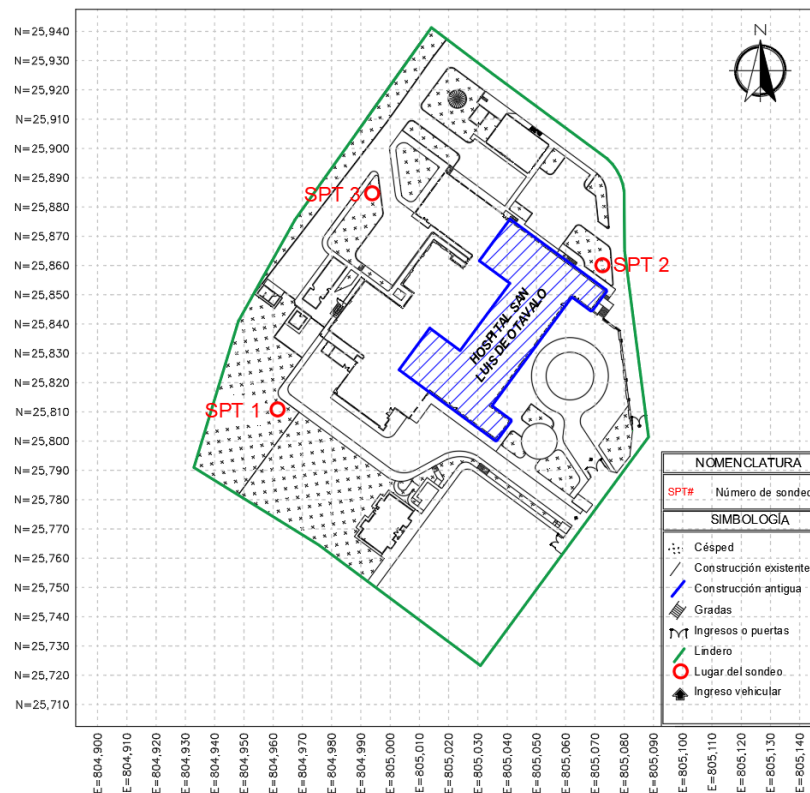 N=25,940
N=25,930
N=25,920
N=25,910
N=25,900
N=25,890
N=25,880
N=25,870
N=25,860
N=25,850
N=25,840
N=25,830
N=25,820
N=25,810
N=25,800
N=25,790
N=25,780
N=25,770
N=25,760
N=25,750
N=25,740
N=25,730
N=25,720
N=25,710
N
SPT 3
SPT 2
SPT 1
HOSPITAL SAN
LUIS DE OTAVALO
NOMENCLATURA
SPT# Número de sondeo
SIMBOLOGÍA
Césped
Construcción existente
Construcción antigua
Gradas
Ingresos o puertas
Lindero
Lugar del sondeo
Ingreso vehicular
E=804,900
E=804,910
E=804,920
E=804,930
E=804,940
E=804,950
E=804,960
E=804,970
E=804,980
E=804,990
E=805,000
E=805,010
E=805,020
E=805,030
E=805,040
E=805,050
E=805,060
E=805,070
E=805,080
E=805,090
E=805,100
E=805,110
E=805,120
E=805,130
E=805,140